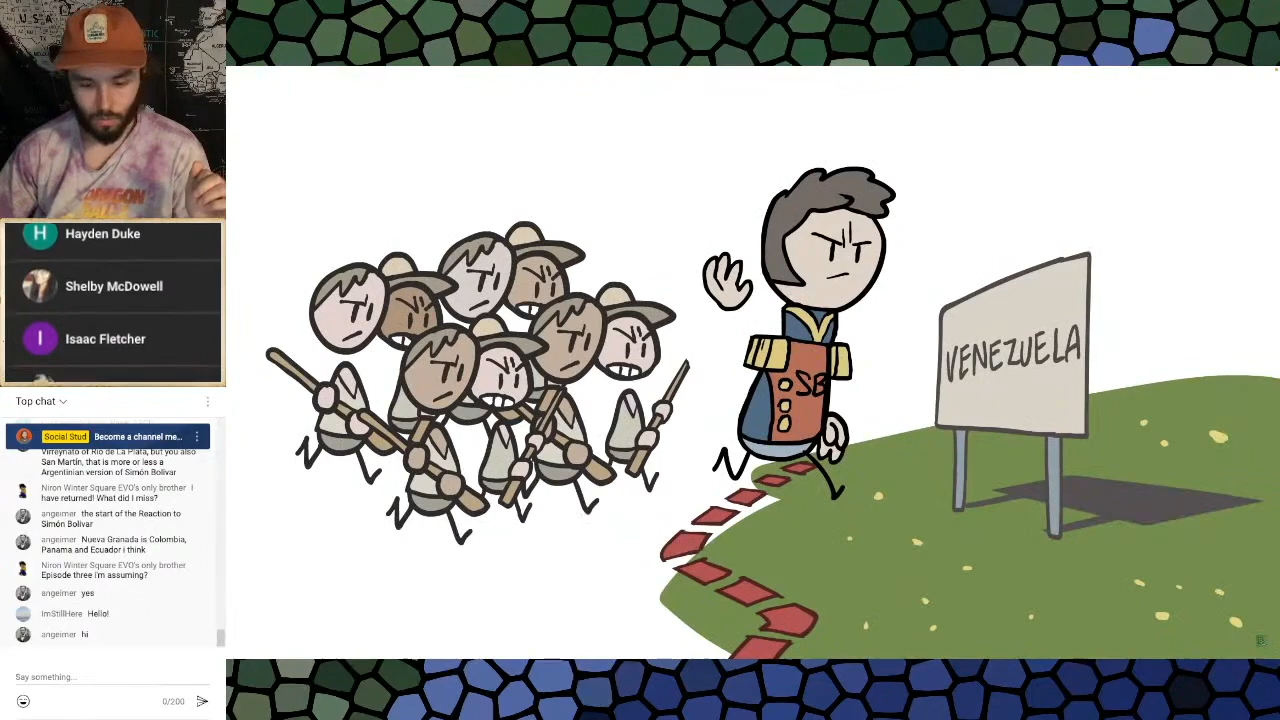 U.S.A
DRAGON
BALL
H
Hayden Duke
Shelby McDowell
I
Isaac Fletcher
Top chat
Social Stud Become a channel me...
Virreynato of Rio de La Plata, but you also
San Martín, that is more or less a
Argentinian version of Simón Bolivar
Niron Winter Square EVO's only brother I
have returned! What did I miss?
angeimer the start of the Reaction to
Simón Bolivar
angeimer Nueva Granada is Colombia,
Panama and Ecuador i think
Niron Winter Square EVO's only brother
Episode three I'm assuming?
angeimer yes
ImStillHere Hello!
angeimer hi
Say something...
0/200
SB
VENEZUELA